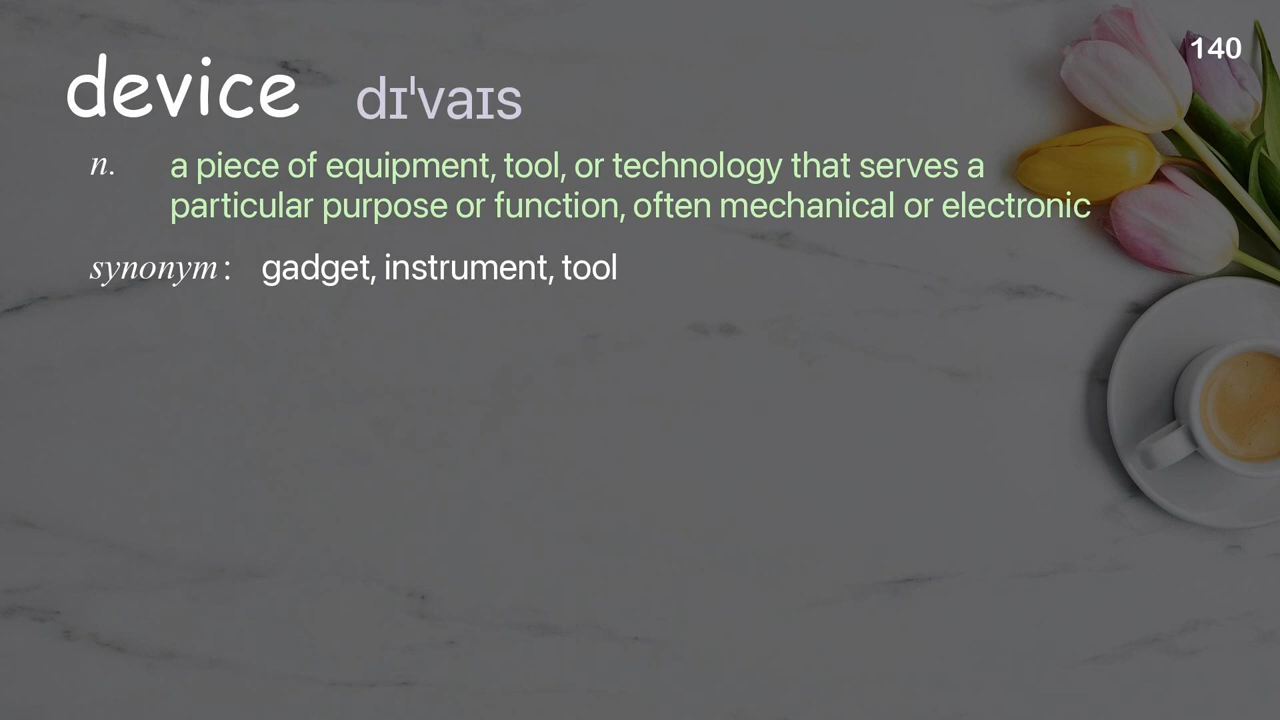 140
device dɪˈvaɪs
n. a piece of equipment, tool, or technology that serves a
particular purpose or function, often mechanical or electronic
synonym: gadget, instrument, tool